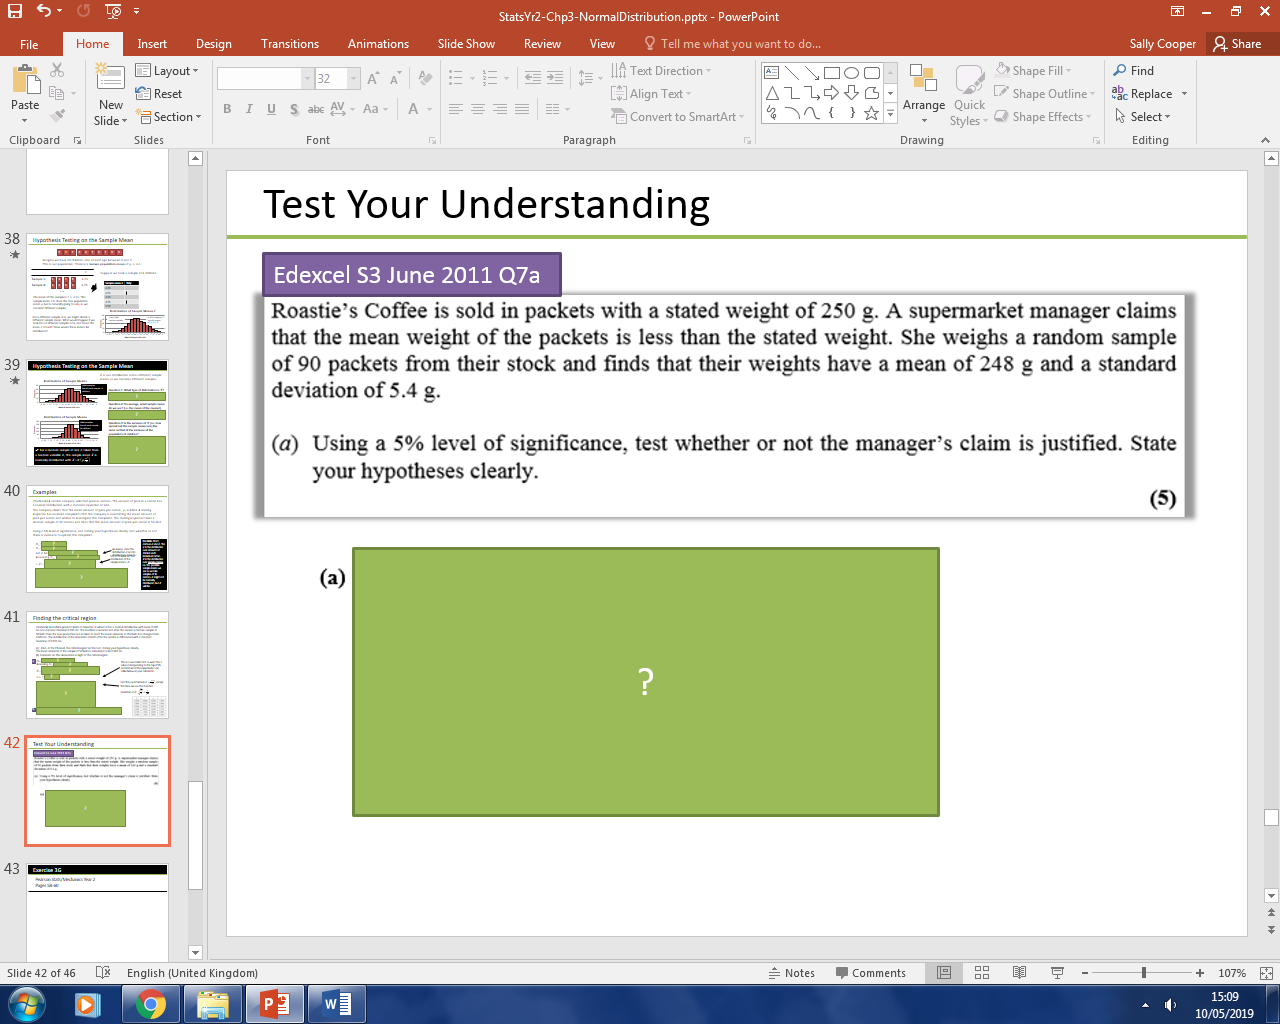 StatsYr2-Chp3-NormalDistribution.pptx - PowerPoint
File Home Insert Design Transitions Animations Slide Show Review View Tell me what you want to do... Sally Cooper Share
Paste
Clipboard
New Slide
Layout
Reset
Section
Slides
32
B I U S abc AV Aa A
Font
Text Direction
Align Text
Convert to SmartArt
Paragraph
Arrange
Quick Styles
Shape Fill
Shape Outline
Shape Effects
Drawing
Find
Replace
Select
Editing
38
Hypothesis Testing on the Sample Mean
39
Hypothesis Testing on the Sample Mean
40
Examples
41
Finding the critical region
42
Test Your Understanding
43
Exercise 3G
Pearson Stats/Mechanics Year 2
Test Your Understanding
Edexcel S3 June 2011 Q7a
Roastie's Coffee is sold in packets with a stated weight of 250 g. A supermarket manager claims
that the mean weight of the packets is less than the stated weight. She weighs a random sample
of 90 packets from their stock and finds that their weights have a mean of 248 g and a standard
deviation of 5.4 g.
(a) Using a 5% level of significance, test whether or not the manager's claim is justified. State
your hypotheses clearly.
(5)
(a)
?
Slide 42 of 46 English (United Kingdom) Notes Comments 107%
15:09
10/05/2019